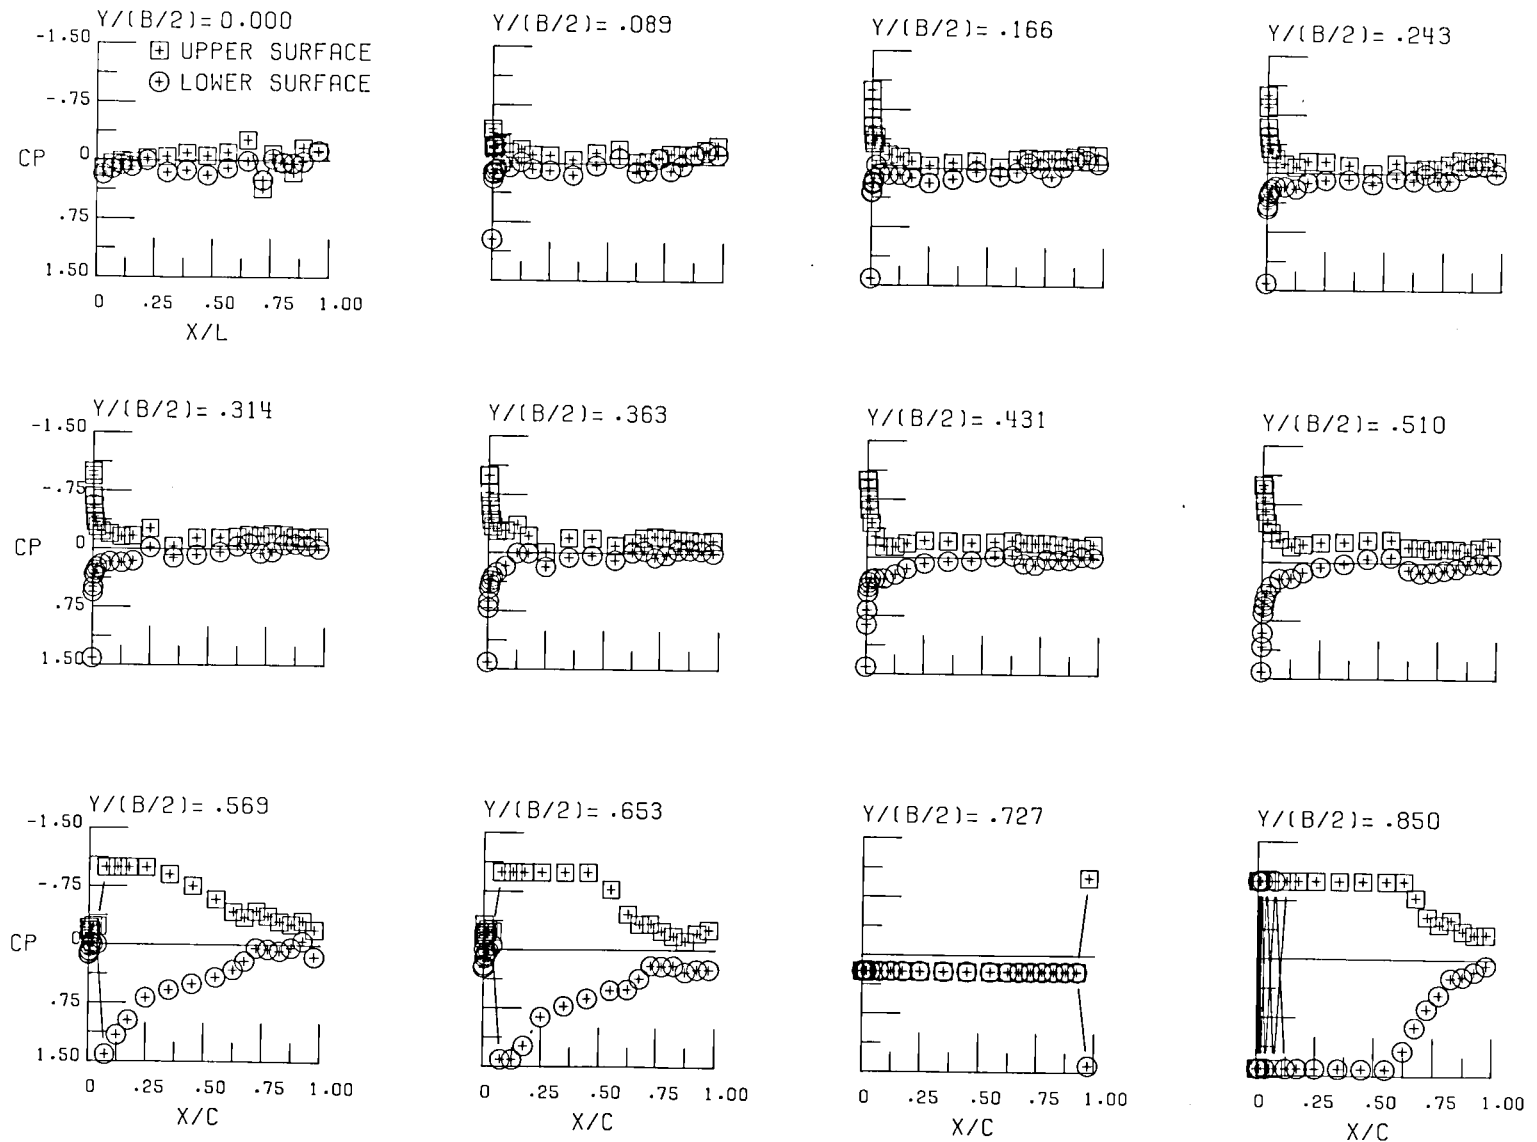 Y/(B/2)= 0.000
-1.50
-.75
0
.75
1.50
CP
UPPER SURFACE
LOWER SURFACE
0 .25 .50 .75 1.00
X/L
Y/(B/2)= .089
Y/(B/2)= .166
Y/(B/2)= .243
Y/(B/2)= .314
-1.50
-.75
0
.75
1.50
CP
Y/(B/2)= .363
Y/(B/2)= .431
Y/(B/2)= .510
Y/(B/2)= .569
-1.50
-.75
0
.75
1.50
CP
0 .25 .50 .75 1.00
X/C
Y/(B/2)= .653
0 .25 .50 .75 1.00
X/C
Y/(B/2)= .727
0 .25 .50 .75 1.00
X/C
Y/(B/2)= .850
0 .25 .50 .75 1.00
X/C